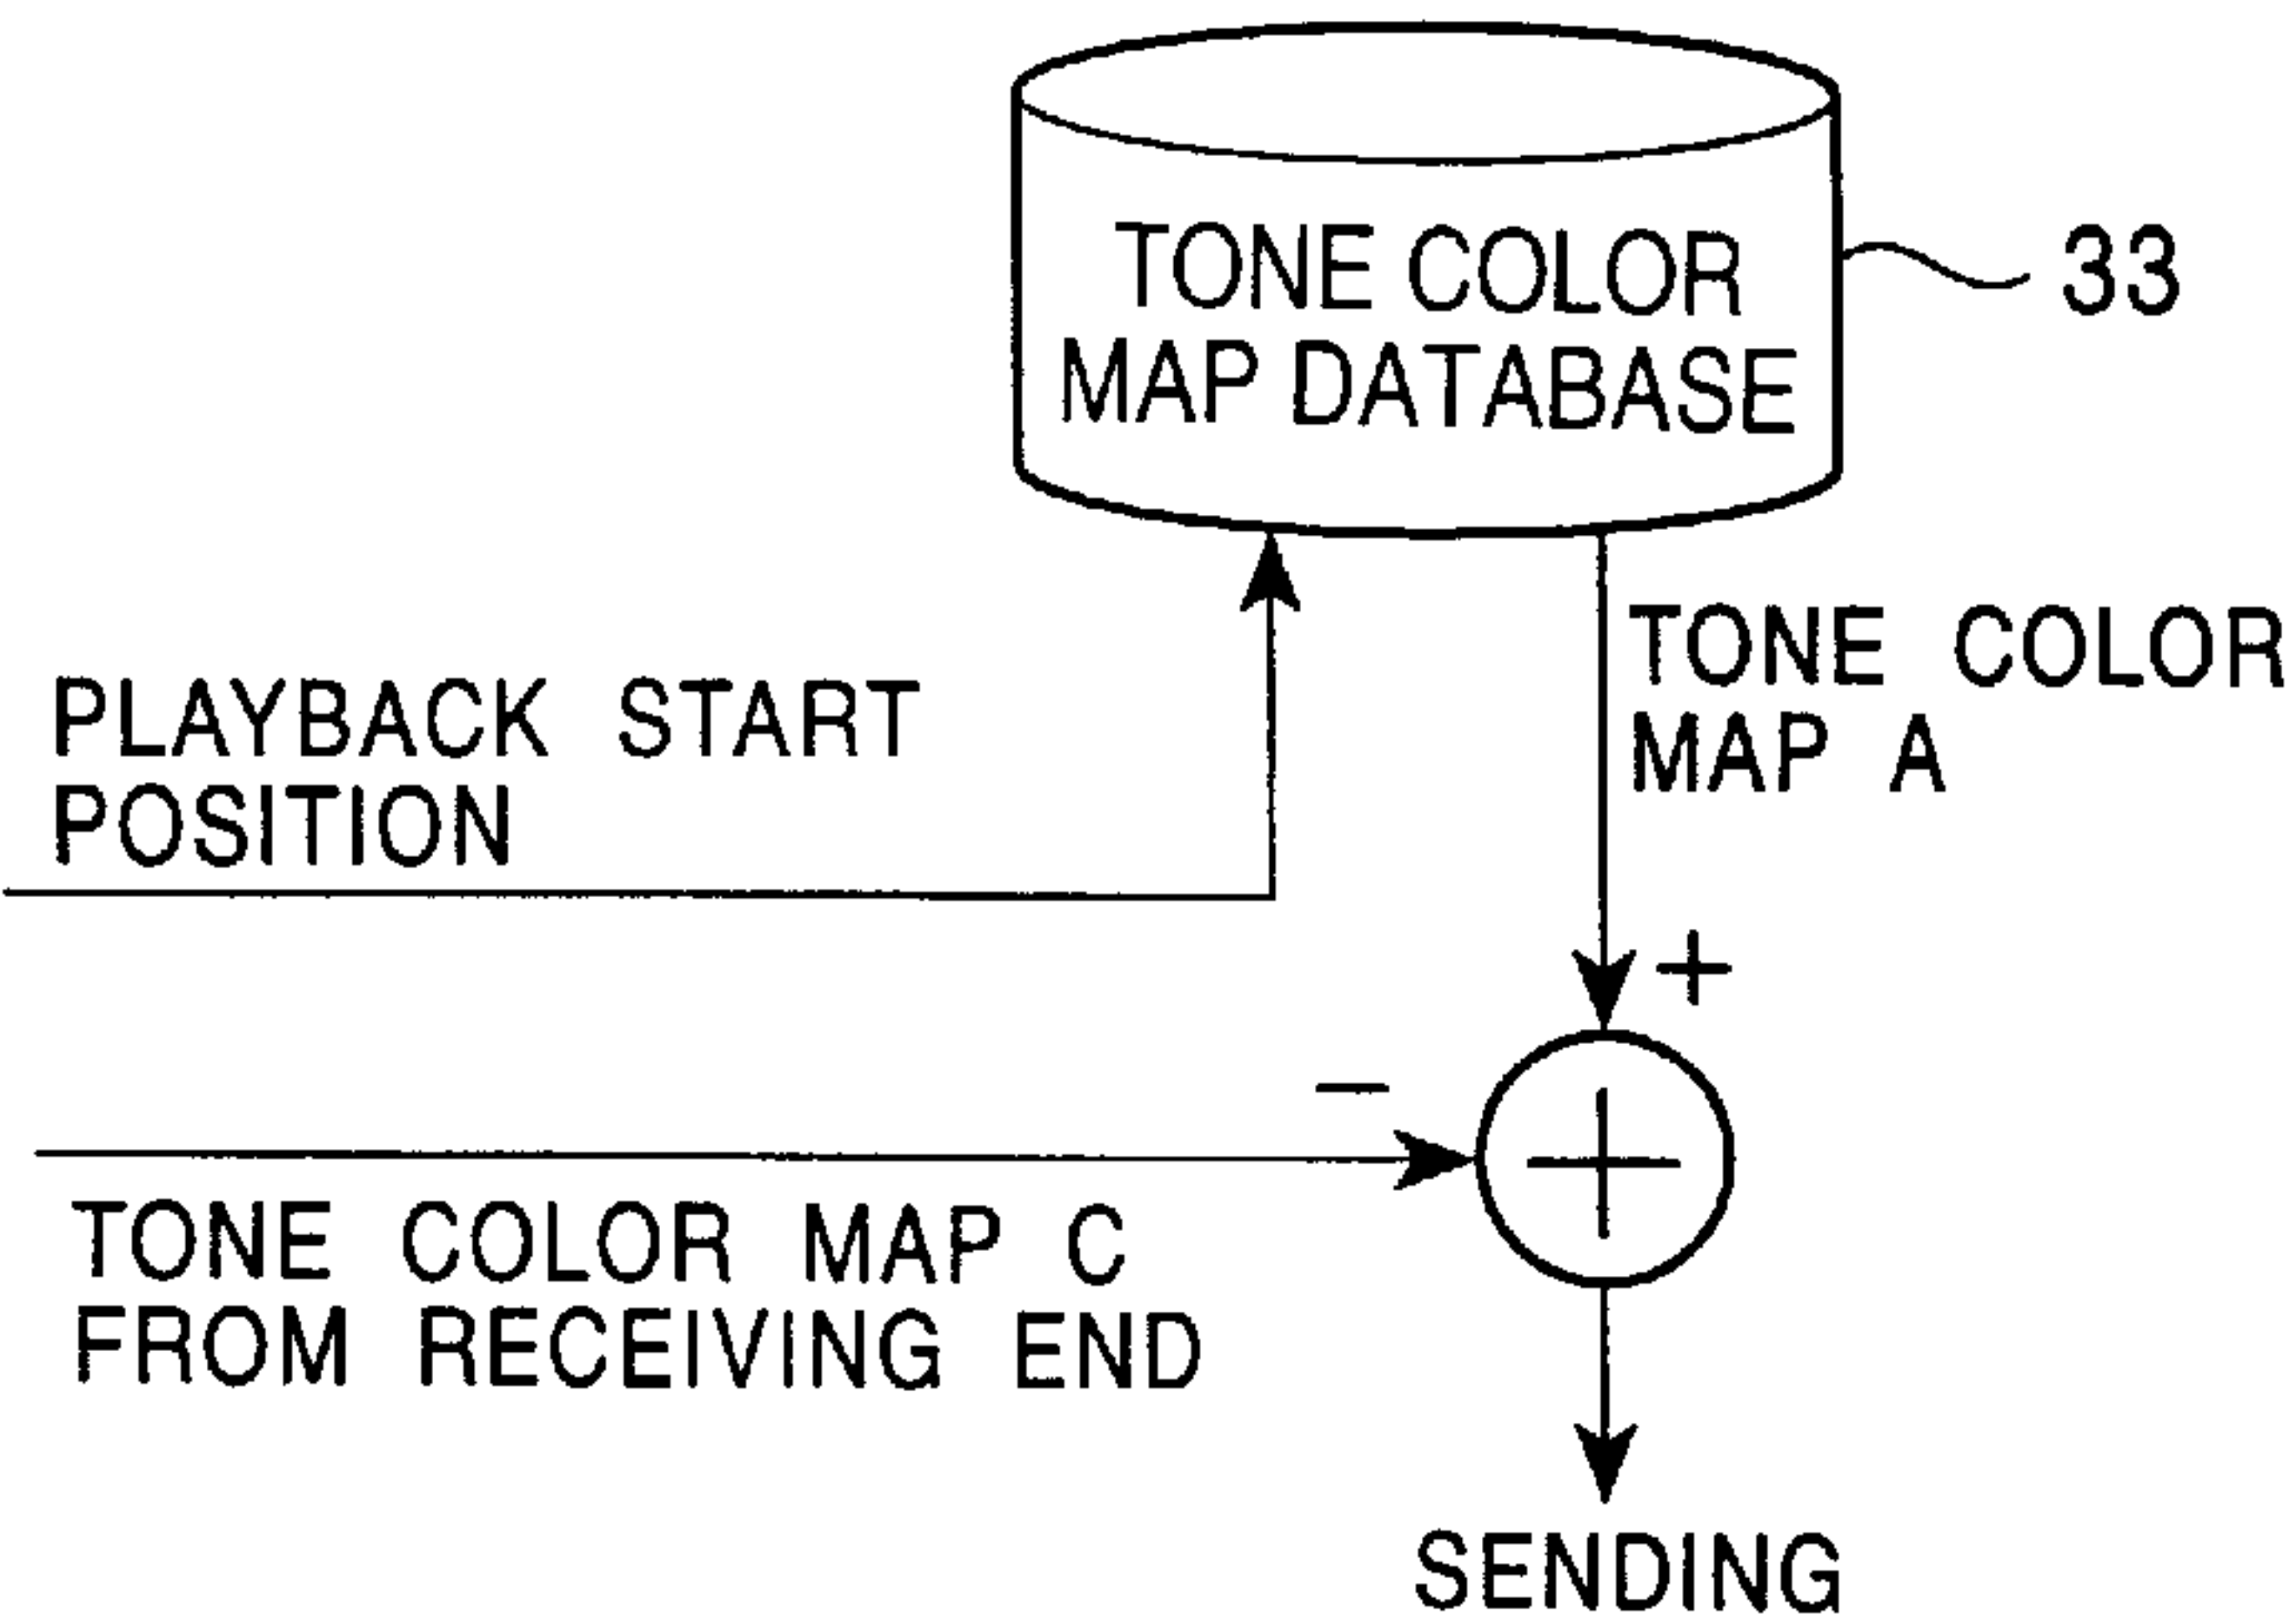 TONE COLOR
MAP DATABASE
33
TONE COLOR
MAP A
PLAYBACK START
POSITION
+
−
TONE COLOR MAP C
FROM RECEIVING END
SENDING